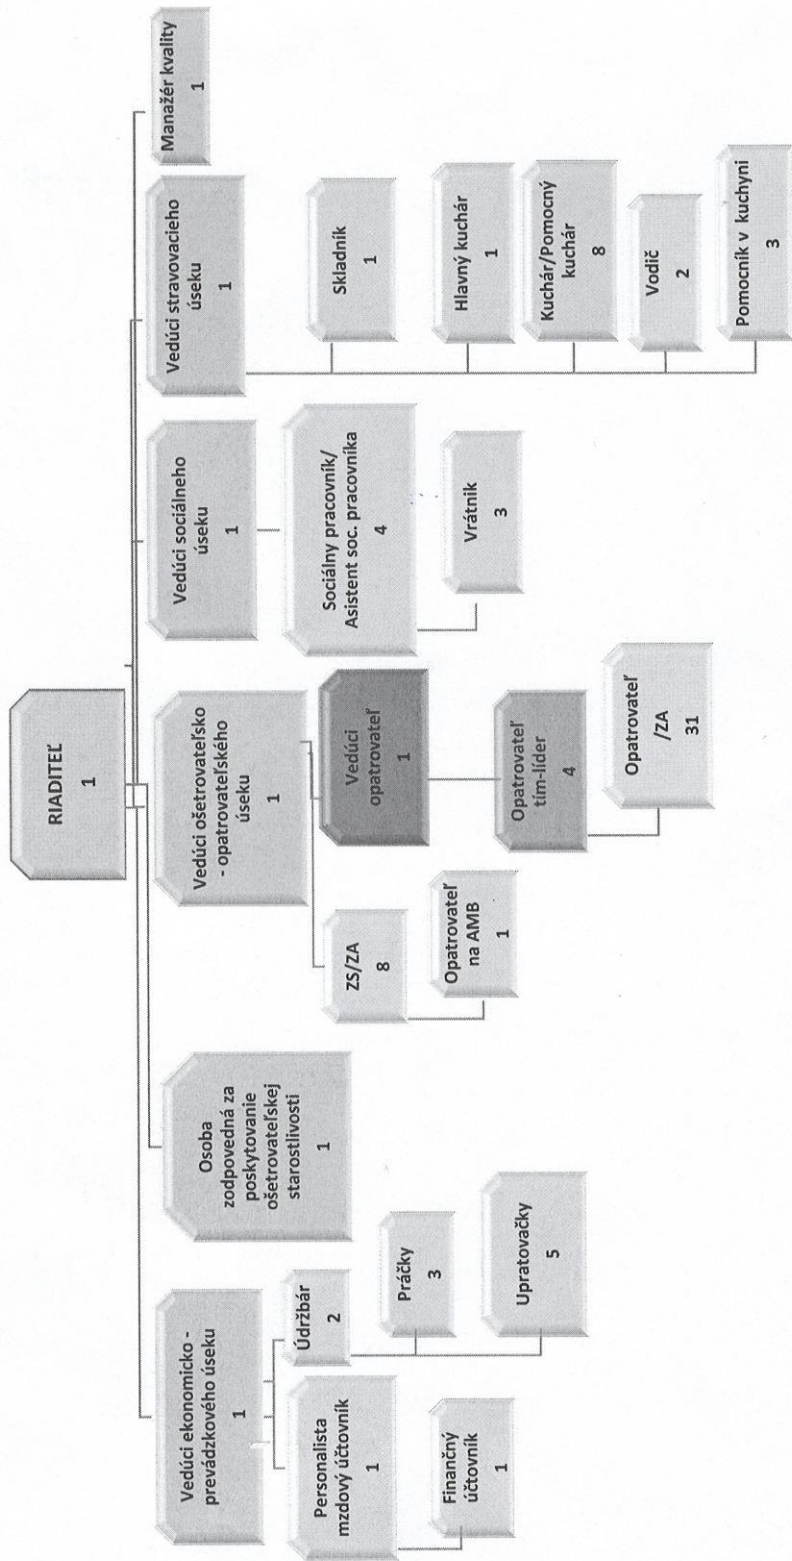 RIADITEĽ
1
Vedúci ekonomicko -
prevádzkového úseku
1
Personalista
mzdový účtovník
1
Finančný
účtovník
1
Údržbár
2
Práčky
3
Upratovačky
5
Osoba
zodpovedná za
poskytovanie
ošetrovateľskej
starostlivosti
1
Vedúci ošetrovateľsko
- opatrovateľského
úseku
1
ZS/ZA
8
Opatrovateľ
na AMB
1
Vedúci
opatrovateľ
1
Opatrovateľ
tím-líder
4
Opatrovateľ
/ZA
31
Vedúci sociálneho
úseku
1
Sociálny pracovník/
Asistent soc. pracovníka
4
Vrátnik
3
Vedúci stravovacieho
úseku
1
Skladník
1
Hlavný kuchár
1
Kuchár/Pomocný
kuchár
8
Vodič
2
Pomocník v kuchyni
3
Manažér kvality
1